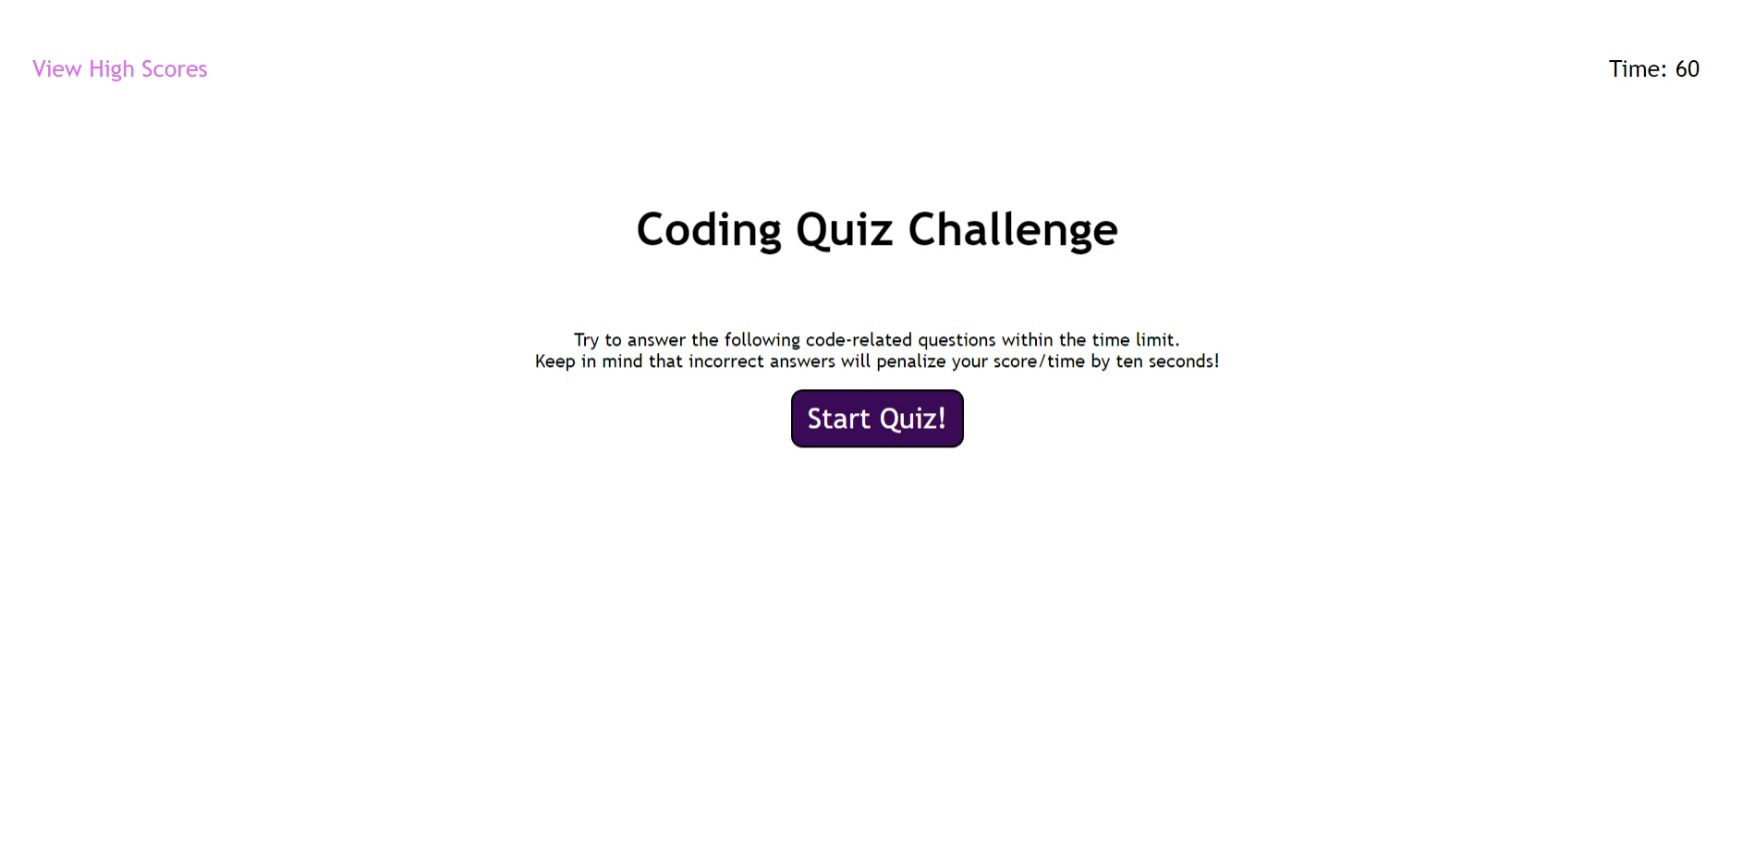 View High Scores
Time: 60
Coding Quiz Challenge
Try to answer the following code-related questions within the time limit.
Keep in mind that incorrect answers will penalize your score/time by ten seconds!
Start Quiz!